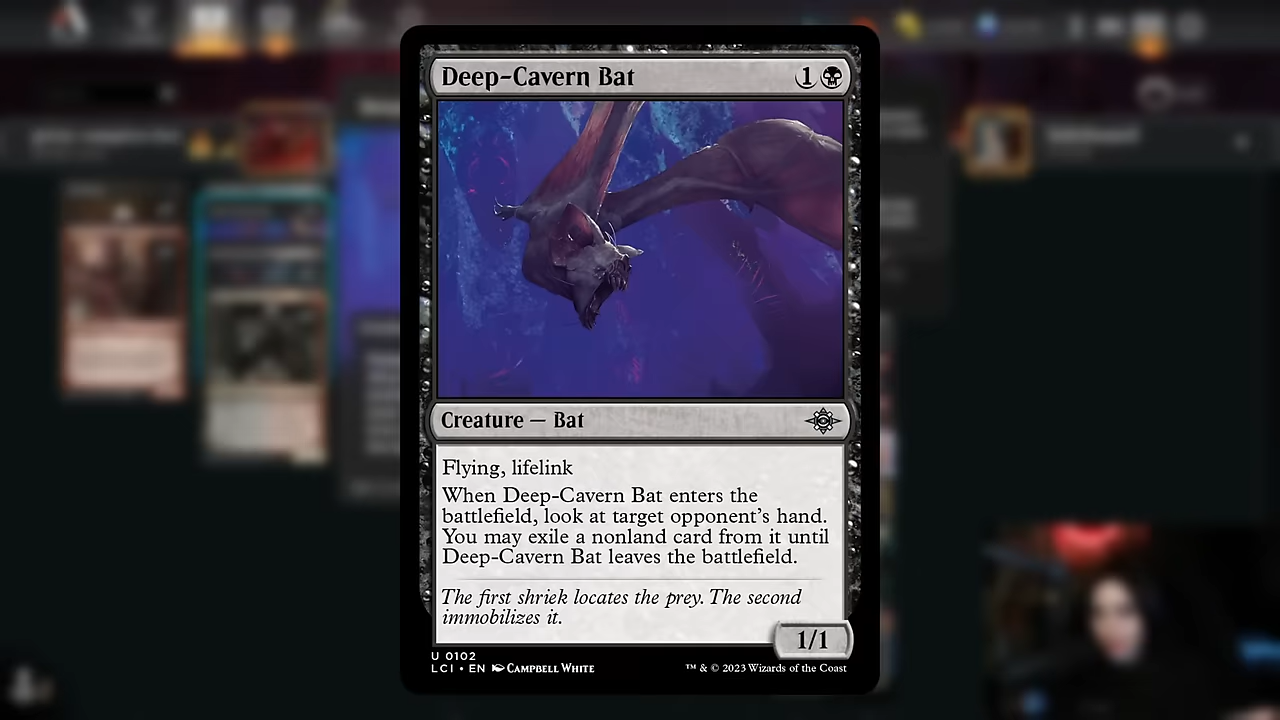 Deep-Cavern Bat 1
Creature — Bat
Flying, lifelink
When Deep-Cavern Bat enters the
battlefield, look at target opponent's hand.
You may exile a nonland card from it until
Deep-Cavern Bat leaves the battlefield.
The first shriek locates the prey. The second
immobilizes it.
1/1
U 0102
LCI • EN CAMPBELL WHITE
™ & © 2023 Wizards of the Coast